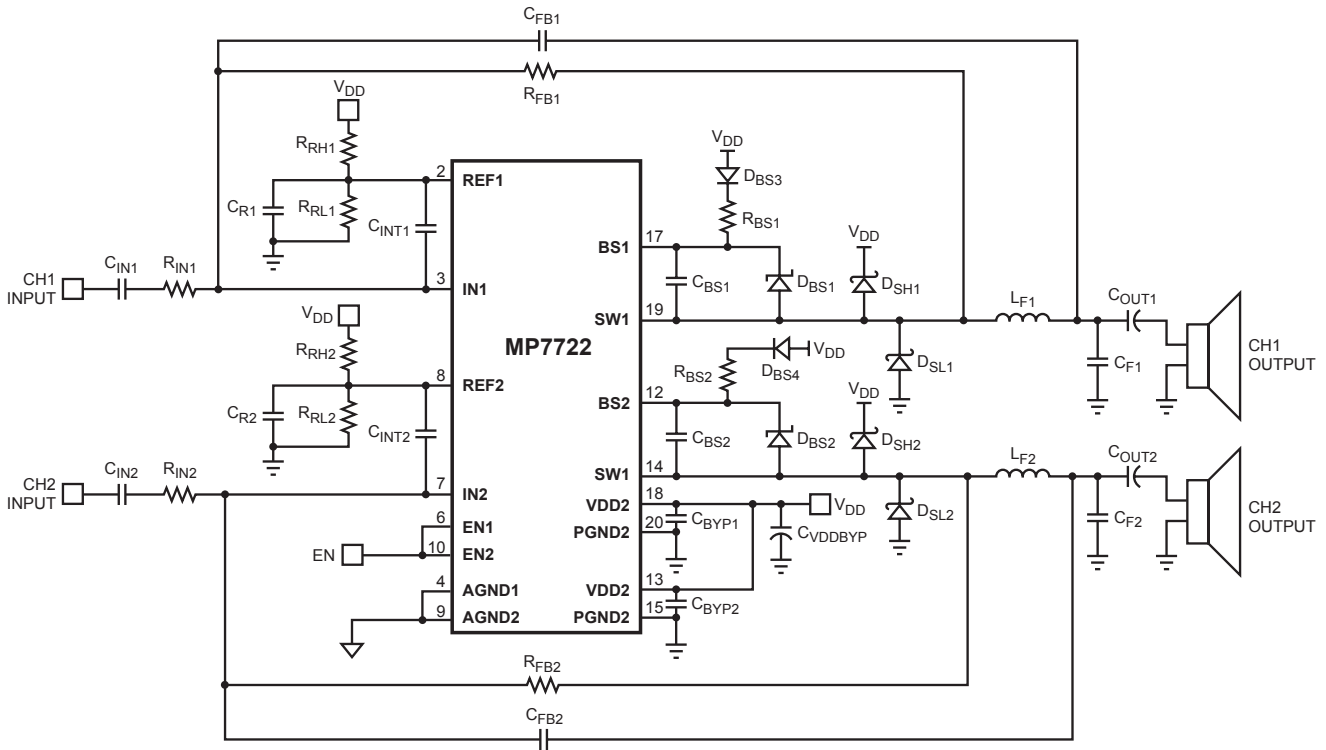 CFB1
RFB1
VDD
RRH1
CR1
RRL1
CINT1
CH1
INPUT
CIN1
RIN1
VDD
RRH2
CR2
RRL2
CINT2
CH2
INPUT
CIN2
RIN2
EN
2 REF1
3 IN1
8 REF2
7 IN2
6 EN1
10 EN2
4 AGND1
9 AGND2
MP7722
17 BS1
19 SW1
12 BS2
14 SW1
18 VDD2
20 PGND2
13 VDD2
15 PGND2
VDD
DBS3
RBS1
CBS1
DBS1
VDD
DSH1
DSL1
LF1
COUT1
CF1
CH1
OUTPUT
RBS2
DBS4
VDD
CBS2
DBS2
VDD
DSH2
DSL2
LF2
COUT2
CF2
CH2
OUTPUT
CBYP1
VDD
CVDDBYP
CBYP2
RFB2
CFB2